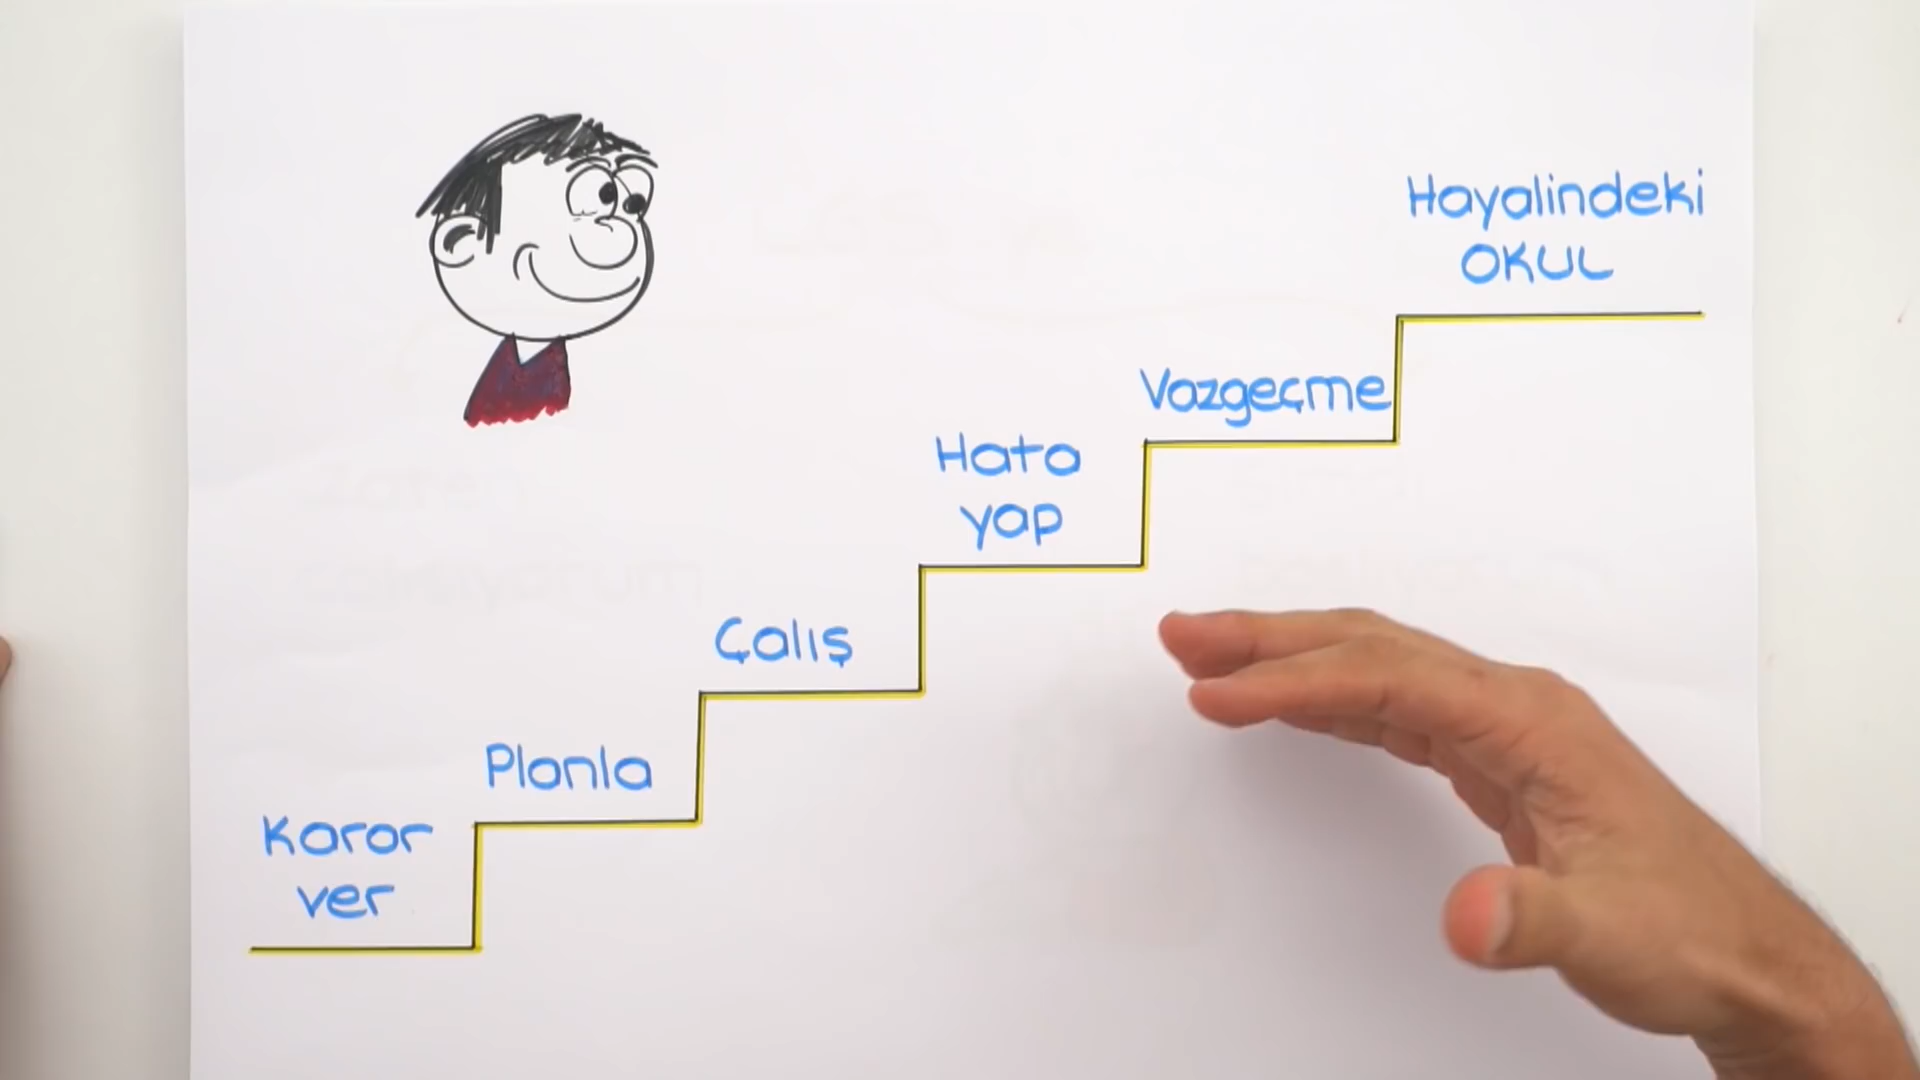 Hayalindeki
OKUL
Vazgeçme
Hata
yap
Çalış
Planla
Karar
ver